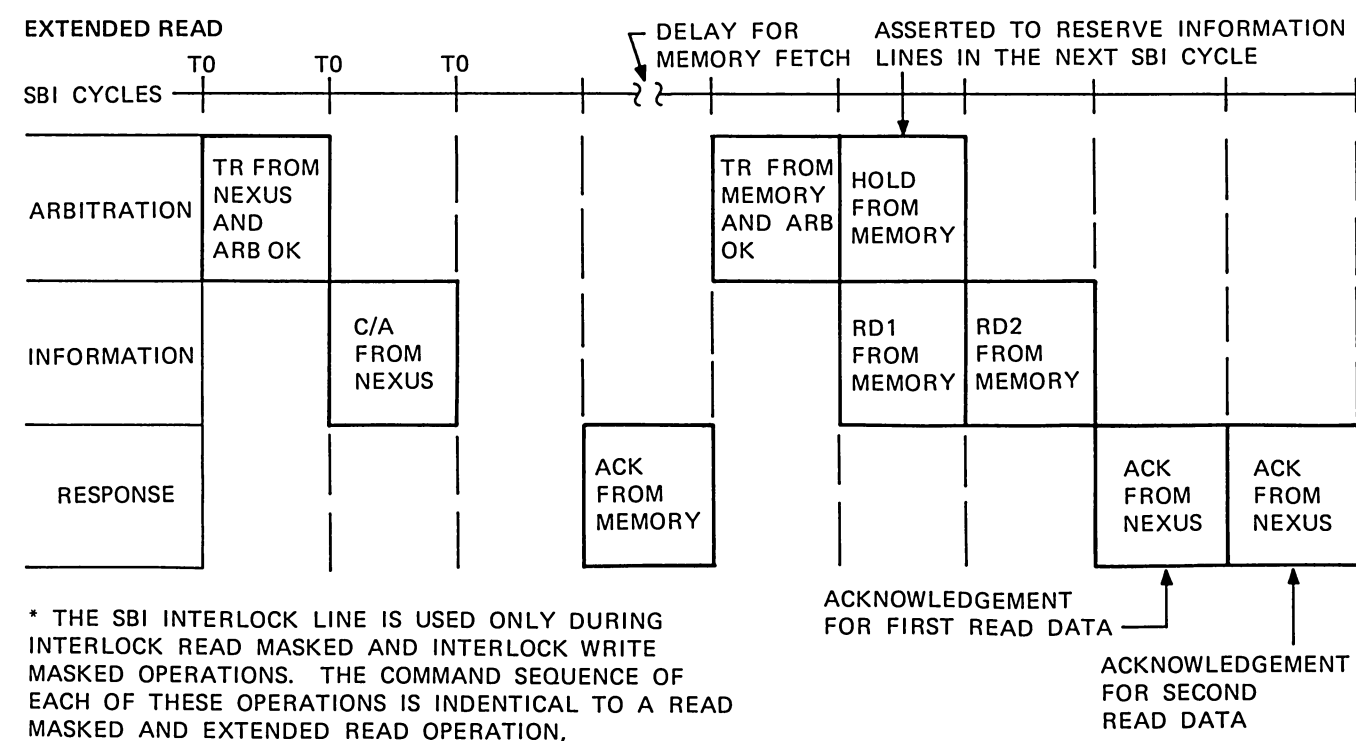 EXTENDED READ
T0 T0 T0
DELAY FOR
MEMORY FETCH
ASSERTED TO RESERVE INFORMATION
LINES IN THE NEXT SBI CYCLE
SBI CYCLES
ARBITRATION
TR FROM
NEXUS
AND
ARB OK
TR FROM
MEMORY
AND ARB
OK
HOLD
FROM
MEMORY
INFORMATION
C/A
FROM
NEXUS
RD1
FROM
MEMORY
RD2
FROM
MEMORY
RESPONSE
ACK
FROM
MEMORY
ACK
FROM
NEXUS
ACK
FROM
NEXUS
ACKNOWLEDGEMENT
FOR FIRST READ DATA
ACKNOWLEDGEMENT
FOR SECOND
READ DATA
* THE SBI INTERLOCK LINE IS USED ONLY DURING
INTERLOCK READ MASKED AND INTERLOCK WRITE
MASKED OPERATIONS. THE COMMAND SEQUENCE OF
EACH OF THESE OPERATIONS IS INDENTICAL TO A READ
MASKED AND EXTENDED READ OPERATION,